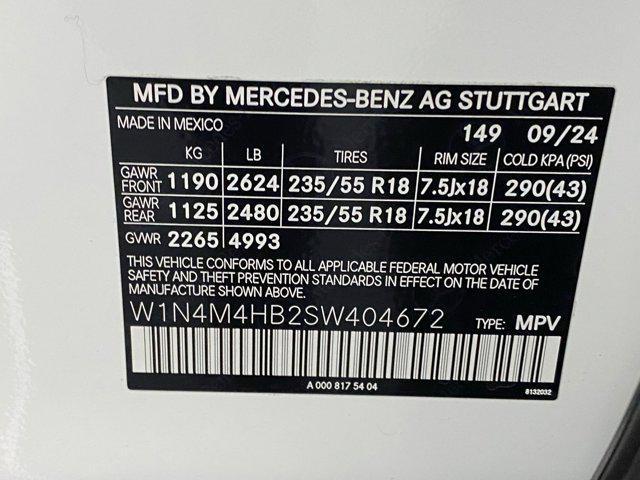 MFD BY MERCEDES-BENZ AG STUTTGART
MADE IN MEXICO 149 09/24
KG LB TIRES RIM SIZE COLD KPA(PSI)
GAWR FRONT 1190 2624 235/55 R18 7.5Jx18 290(43)
GAWR REAR 1125 2480 235/55 R18 7.5Jx18 290(43)
GVWR 2265 4993
THIS VEHICLE CONFORMS TO ALL APPLICABLE FEDERAL MOTOR VEHICLE
SAFETY AND THEFT PREVENTION STANDARDS IN EFFECT ON THE DATE OF
MANUFACTURE SHOWN ABOVE.
W1N4M4HB2SW404672 TYPE: MPV
A 000 817 54 04 8132032